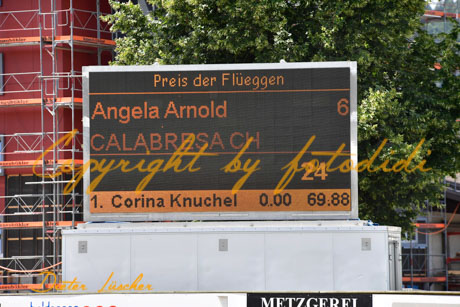 Preis der Flüeggen
Angela Arnold 6
CALABRESA CH
Copyright by fotodidi
24
1. Corina Knuchel 0.00 69.88
Dieter Lüscher
METZGEREI